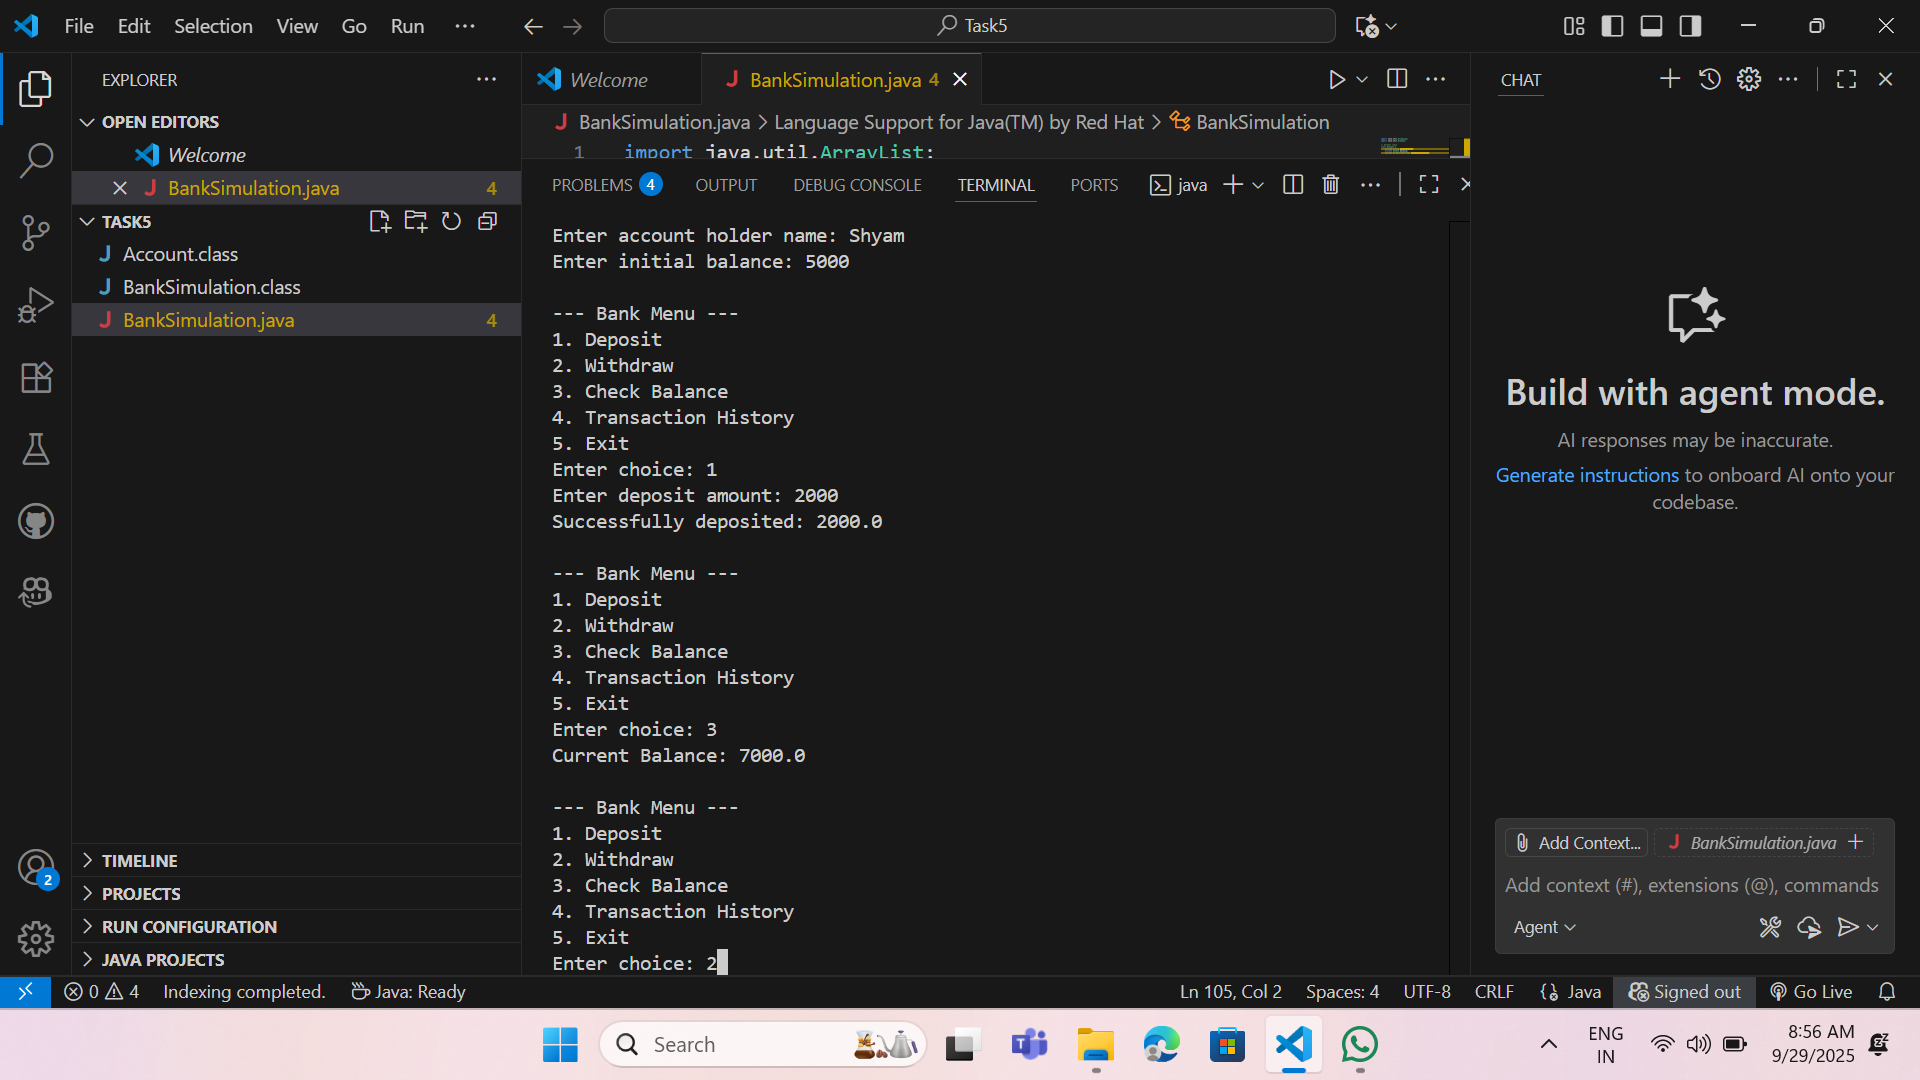 File Edit Selection View Go Run
Task5
EXPLORER
OPEN EDITORS
Welcome
BankSimulation.java 4
TASK5
Account.class
BankSimulation.class
BankSimulation.java 4
TIMELINE
PROJECTS
RUN CONFIGURATION
JAVA PROJECTS
2
Welcome
BankSimulation.java 4
BankSimulation.java > Language Support for Java(TM) by Red Hat > BankSimulation
1 import java.util.ArrayList;
PROBLEMS 4 OUTPUT DEBUG CONSOLE TERMINAL PORTS java
Enter account holder name: Shyam
Enter initial balance: 5000
--- Bank Menu ---
1. Deposit
2. Withdraw
3. Check Balance
4. Transaction History
5. Exit
Enter choice: 1
Enter deposit amount: 2000
Successfully deposited: 2000.0
--- Bank Menu ---
1. Deposit
2. Withdraw
3. Check Balance
4. Transaction History
5. Exit
Enter choice: 3
Current Balance: 7000.0
--- Bank Menu ---
1. Deposit
2. Withdraw
3. Check Balance
4. Transaction History
5. Exit
Enter choice: 2
CHAT
Build with agent mode.
AI responses may be inaccurate.
Generate instructions to onboard AI onto your
codebase.
Add Context... BankSimulation.java
Add context (#), extensions (@), commands
Agent
0 4 Indexing completed. Java: Ready
Ln 105, Col 2 Spaces: 4 UTF-8 CRLF Java Signed out Go Live
Search
ENG
IN
8:56 AM
9/29/2025